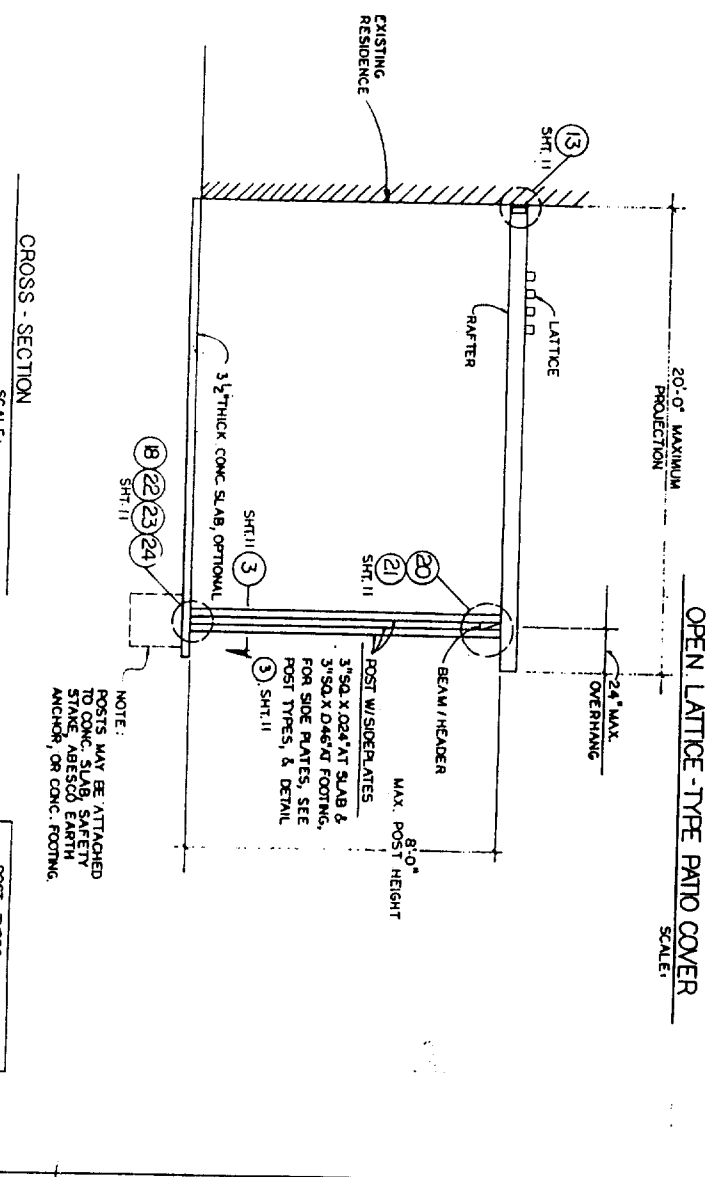 OPEN LATTICE-TYPE PATIO COVER
SCALE:
20'-0" MAXIMUM
PROJECTION
24" MAX.
OVERHANG
13
SHT. 11
LATTICE
RAFTER
EXISTING
RESIDENCE
BEAM/HEADER
20
21
SHT. 11
8'-0"
MAX. POST HEIGHT
POST W/SIDEPLATES
3"SQ. X .024" AT SLAB &
3"SQ. X .046" AT FOOTING,
FOR SIDE PLATES, SEE
POST TYPES, & DETAIL
3, SHT. 11
SHT. 11 3
3½" THICK CONC. SLAB, OPTIONAL
18 22 23 24
SHT. 11
NOTE:
POSTS MAY BE ATTACHED
TO CONC. SLAB, SAFETY
STAKE, ABESCO EARTH
ANCHOR, OR CONC. FOOTING.
CROSS-SECTION
SCALE:
POST TYPES